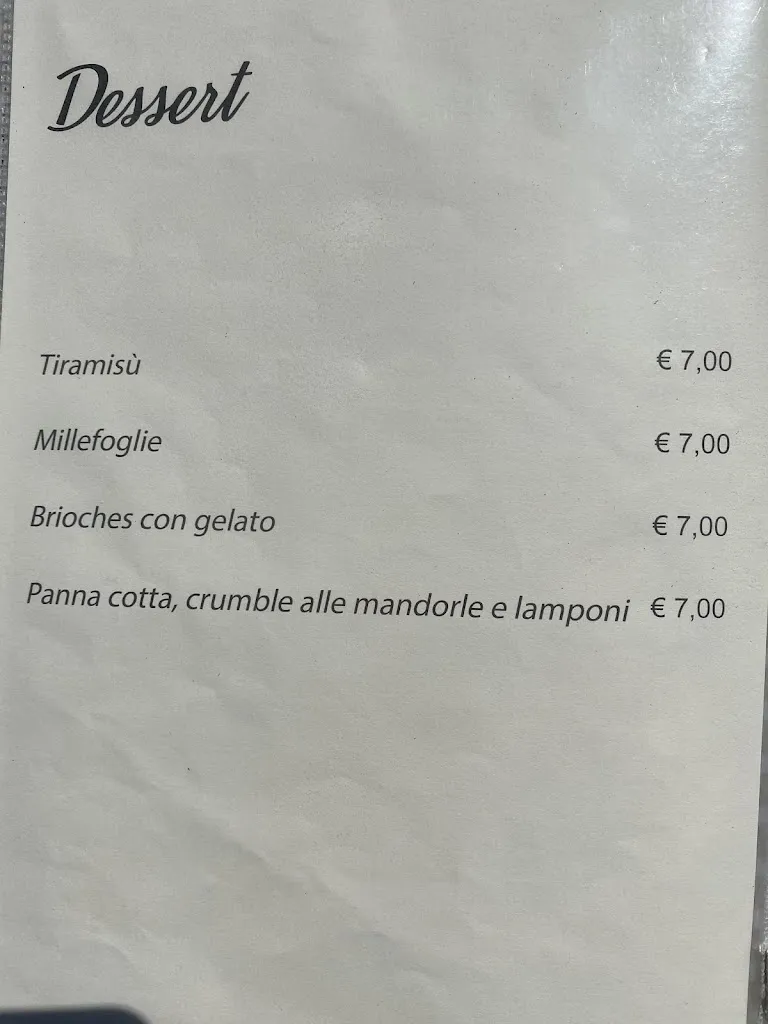 Dessert
Tiramisù € 7,00
Millefoglie € 7,00
Brioches con gelato € 7,00
Panna cotta, crumble alle mandorle e lamponi € 7,00